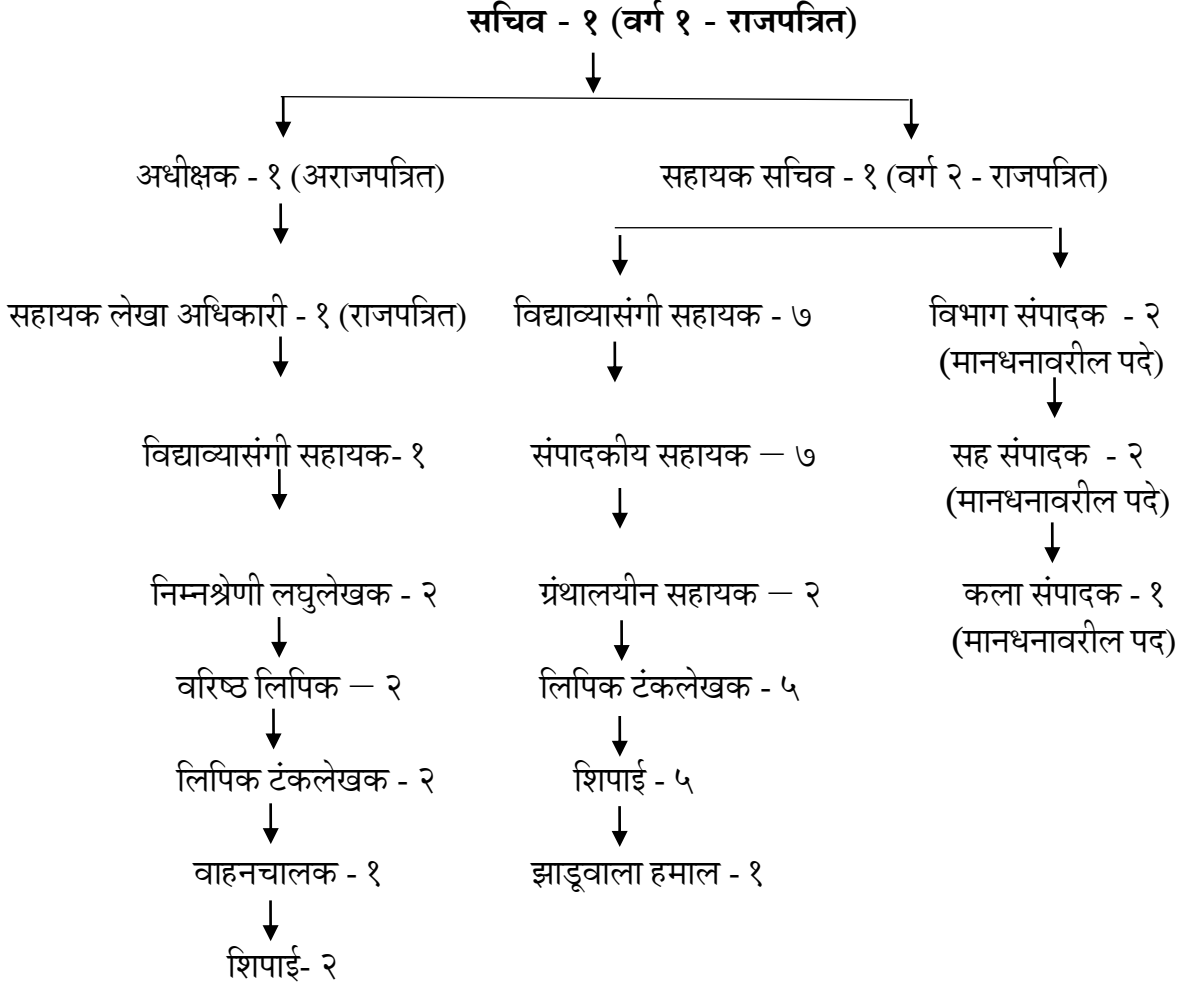 सचिव - १ (वर्ग १ - राजपत्रित)
अधीक्षक - १ (अराजपत्रित)
सहायक सचिव - १ (वर्ग २ - राजपत्रित)
सहायक लेखा अधिकारी - १ (राजपत्रित)
विद्याव्यासंगी सहायक - ७
विभाग संपादक - २
(मानधनावरील पदे)
विद्याव्यासंगी सहायक- १
संपादकीय सहायक – ७
सह संपादक - २
(मानधनावरील पदे)
निम्नश्रेणी लघुलेखक - २
ग्रंथालयीन सहायक – २
कला संपादक - १
(मानधनावरील पद)
वरिष्ठ लिपिक – २
लिपिक टंकलेखक - ५
लिपिक टंकलेखक - २
शिपाई - ५
वाहनचालक - १
झाडूवाला हमाल - १
शिपाई- २